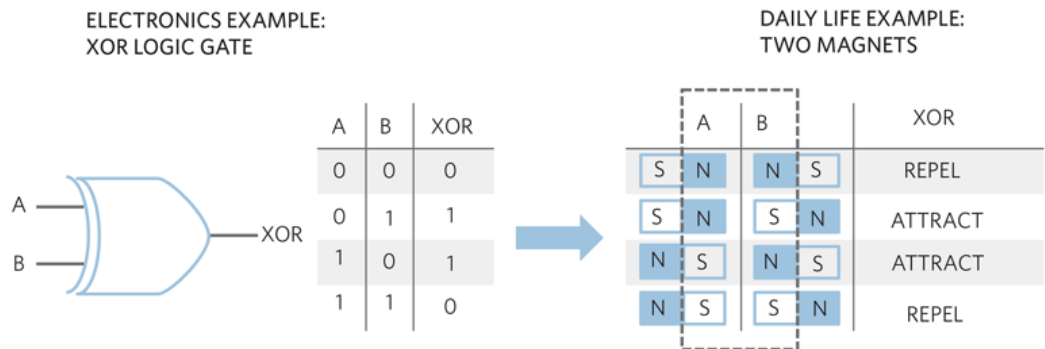 ELECTRONICS EXAMPLE:
XOR LOGIC GATE
A
B
XOR
A B XOR
0 0 0
0 1 1
1 0 1
1 1 0
DAILY LIFE EXAMPLE:
TWO MAGNETS
A B XOR
S N N S REPEL
S N S N ATTRACT
N S N S ATTRACT
N S S N REPEL